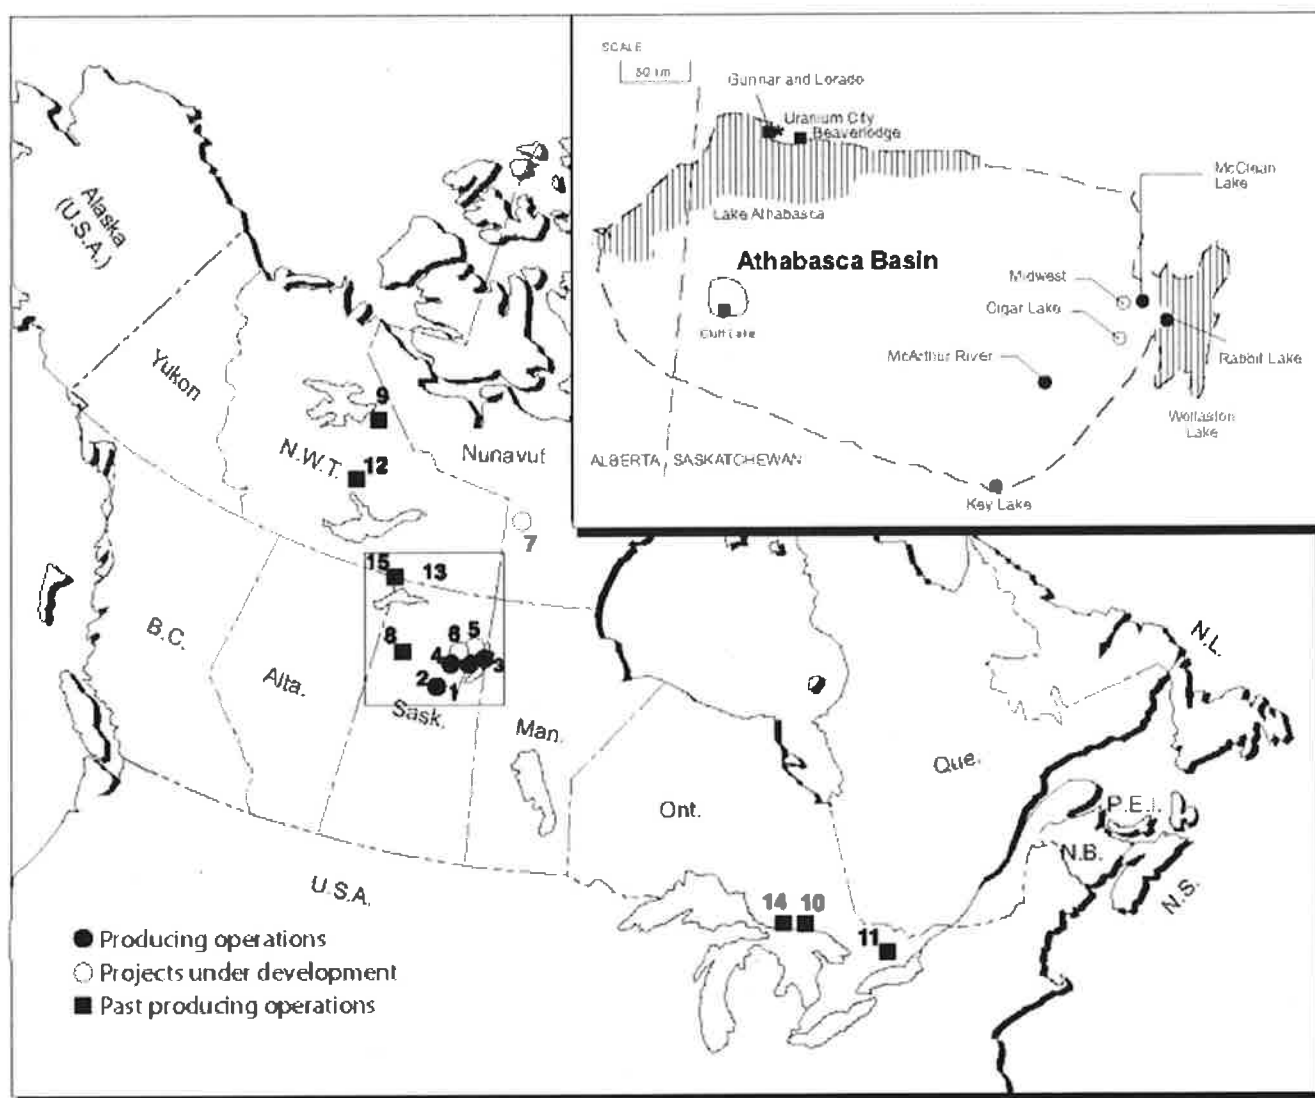 SCALE
50 km
Gunnar and Lorado
Uranium City
Beaverlodge
McClean
Lake
Lake Athabasca
Athabasca Basin
Midwest
Cigar Lake
Cluff Lake
McArthur River
Rabbit Lake
Wollaston
Lake
ALBERTA
SASKATCHEWAN
Key Lake
Alaska
(U.S.A.)
Yukon
9
N.W.T.
12
Nunavut
7
15
13
B.C.
8
6
5
4
3
2
1
Alta.
Sask.
Man.
N.L.
Que.
Ont.
P.E.I.
N.B.
N.S.
U.S.A.
14
10
11
Producing operations
Projects under development
Past producing operations